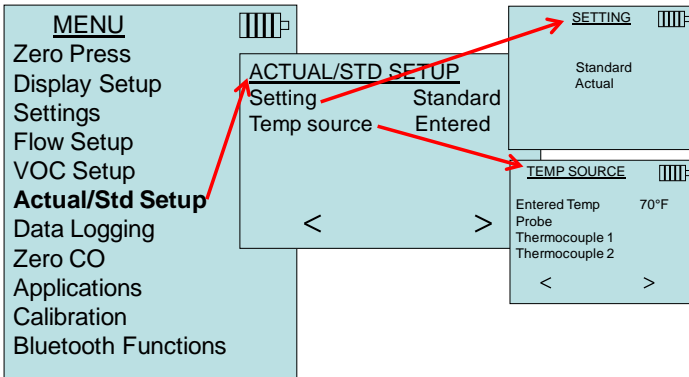 MENU
Zero Press
Display Setup
Settings
Flow Setup
VOC Setup
Actual/Std Setup
Data Logging
Zero CO
Applications
Calibration
Bluetooth Functions
ACTUAL/STD SETUP
Setting Standard
Temp source Entered
< >
SETTING
Standard
Actual
TEMP SOURCE
Entered Temp 70°F
Probe
Thermocouple 1
Thermocouple 2
< >